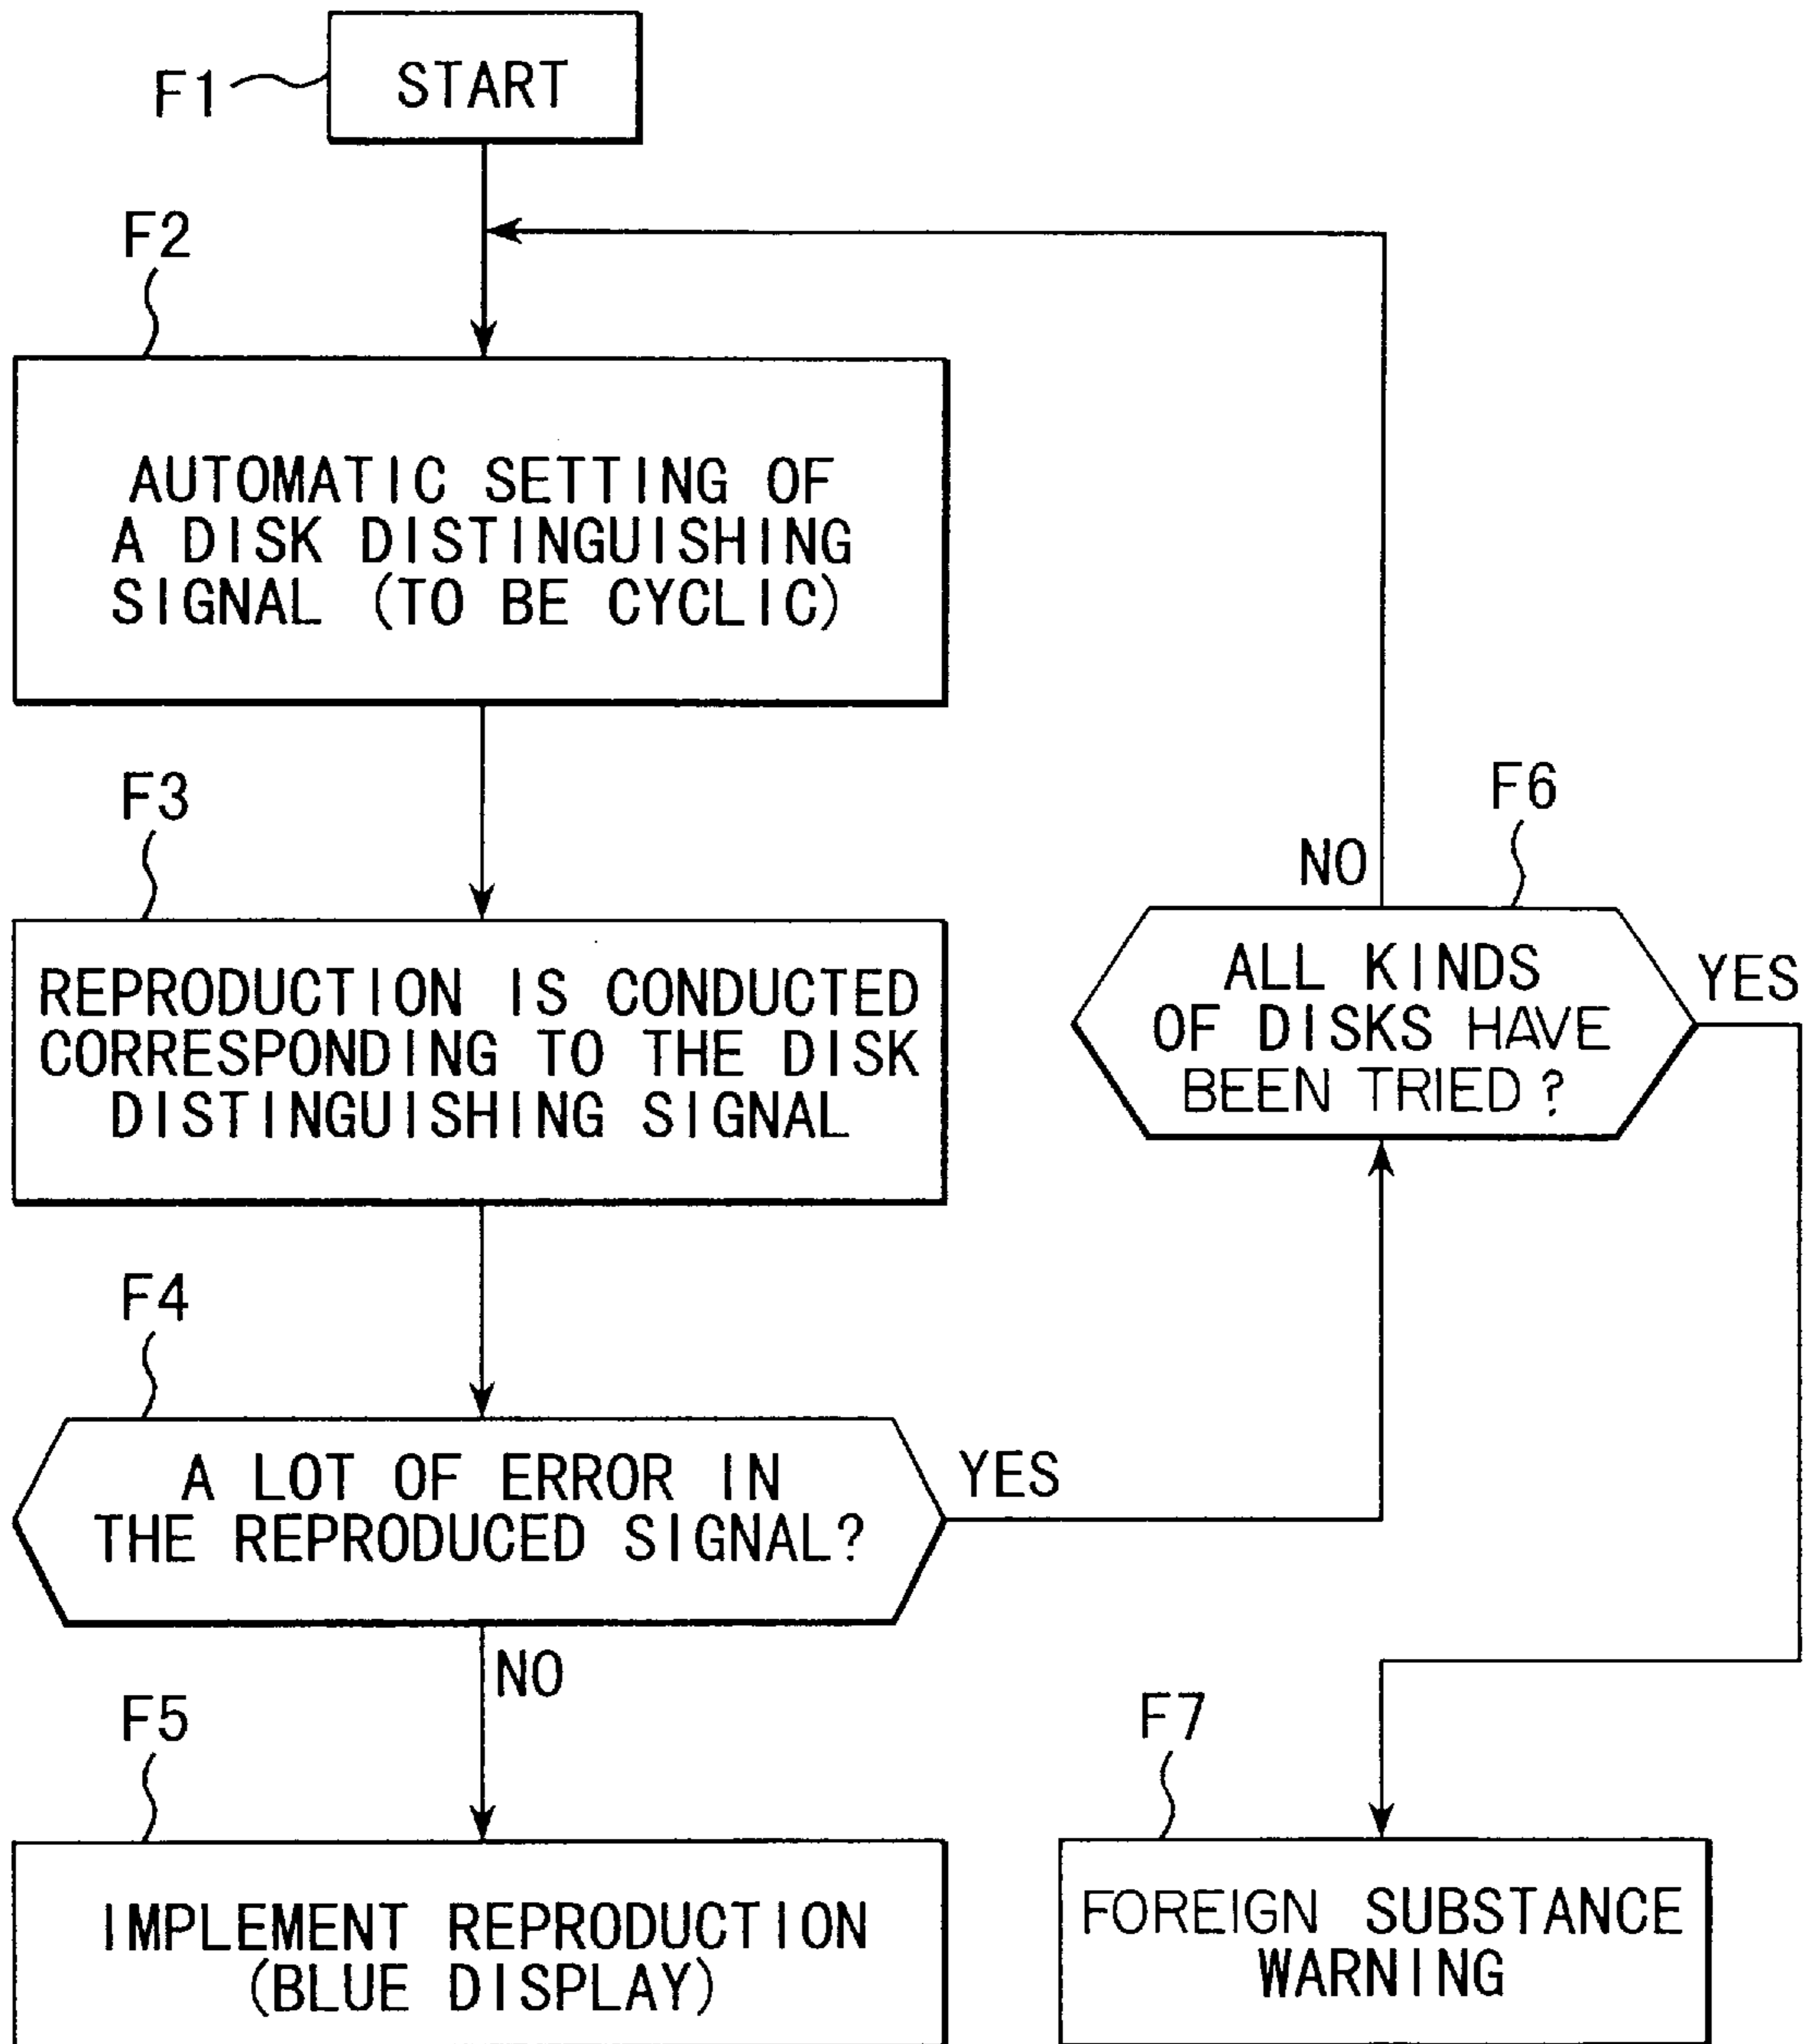 F1
START
F2
AUTOMATIC SETTING OF
A DISK DISTINGUISHING
SIGNAL (TO BE CYCLIC)
F3
REPRODUCTION IS CONDUCTED
CORRESPONDING TO THE DISK
DISTINGUISHING SIGNAL
F4
A LOT OF ERROR IN
THE REPRODUCED SIGNAL?
YES
NO
F5
IMPLEMENT REPRODUCTION
(BLUE DISPLAY)
F6
NO
ALL KINDS
OF DISKS HAVE
BEEN TRIED?
YES
F7
FOREIGN SUBSTANCE
WARNING